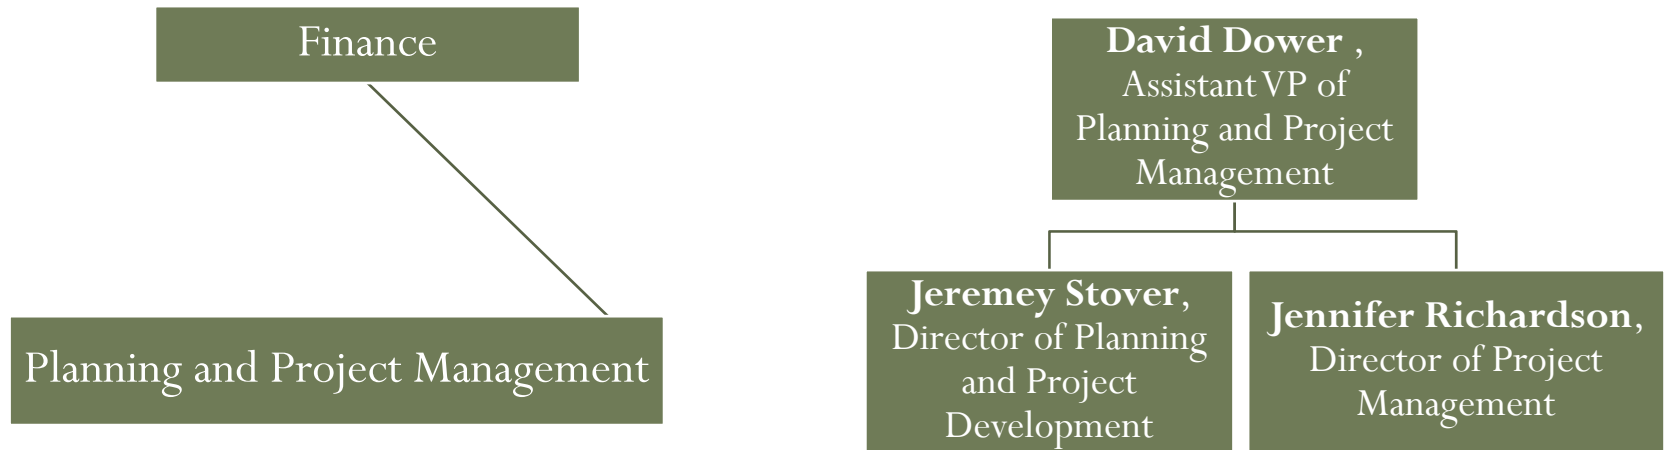 Finance
Planning and Project Management
David Dower ,
Assistant VP of
Planning and Project
Management
Jeremey Stover,
Director of Planning
and Project
Development
Jennifer Richardson,
Director of Project
Management